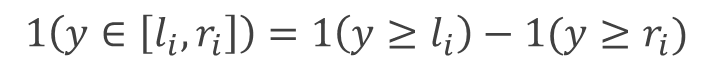 1(y ∈ [lᵢ, rᵢ]) = 1(y ≥ lᵢ) − 1(y ≥ rᵢ)